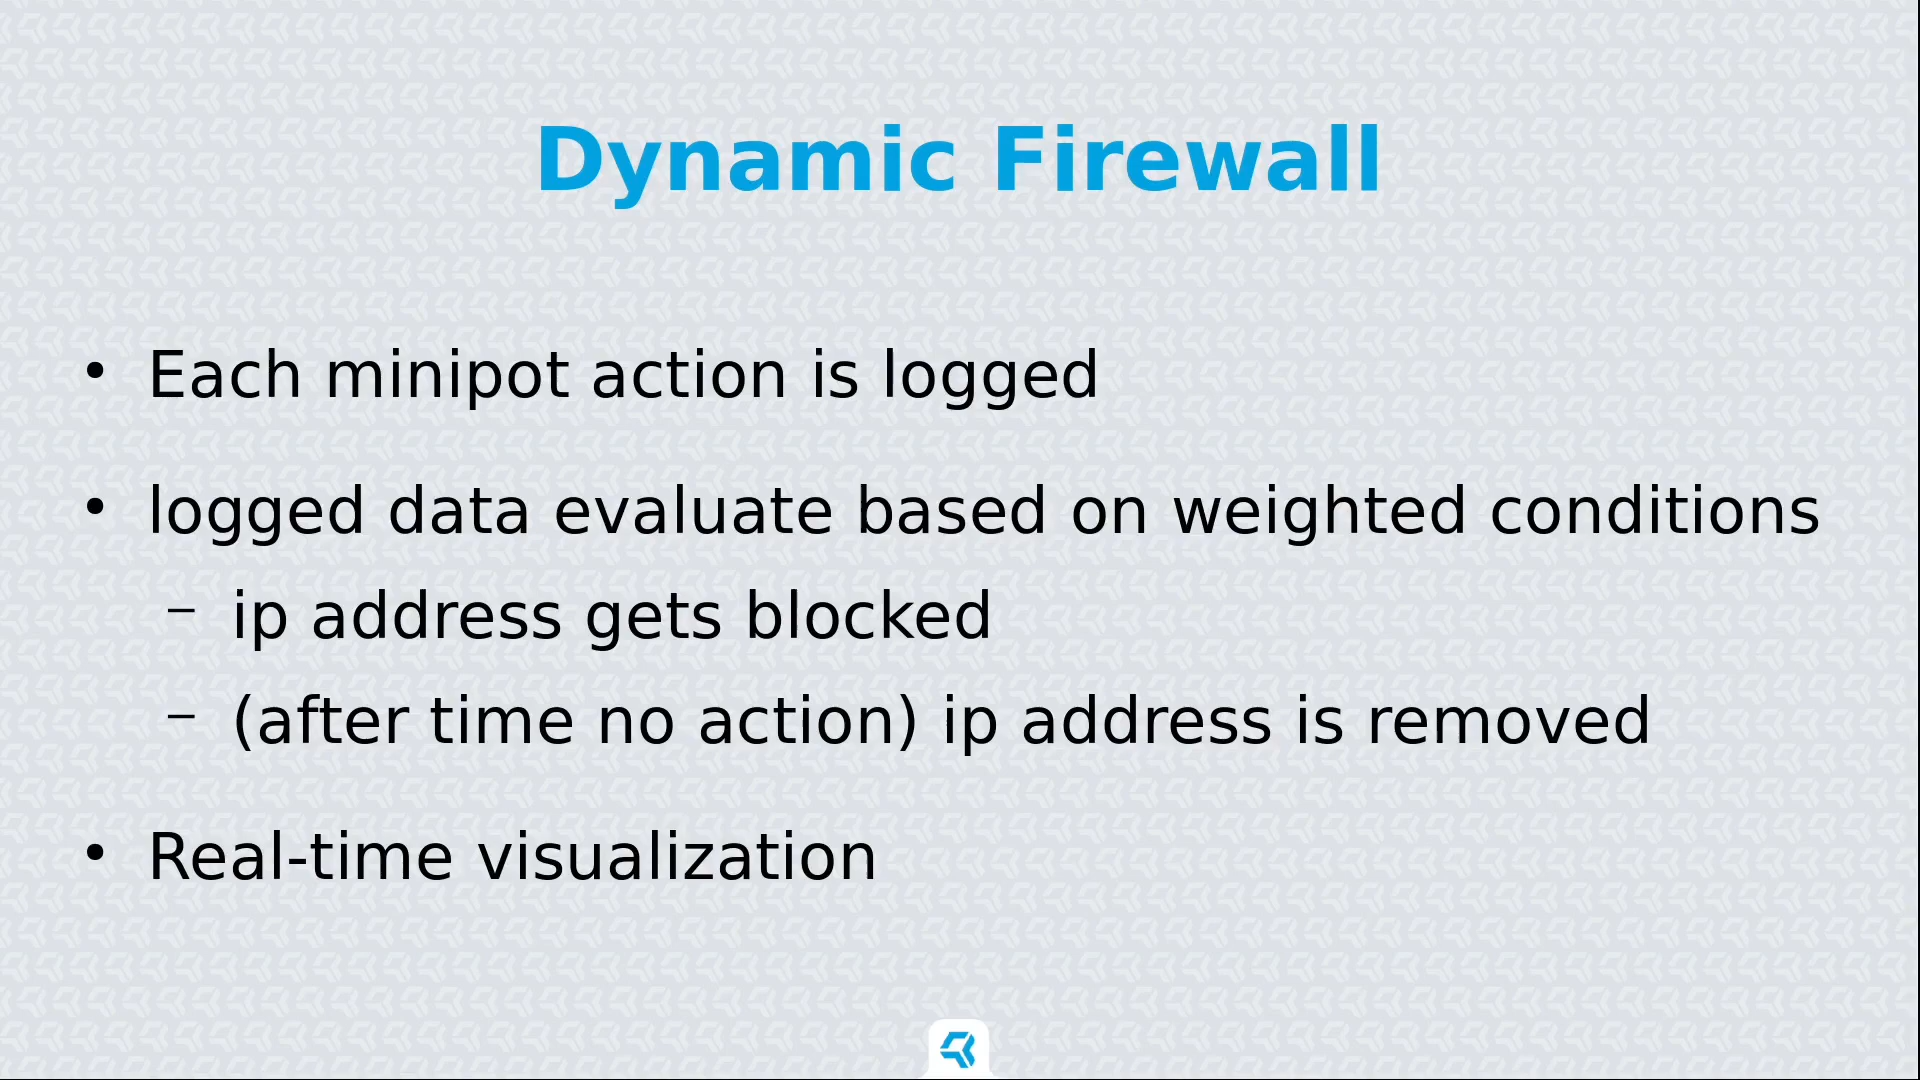 Dynamic Firewall
• Each minipot action is logged
• logged data evaluate based on weighted conditions
– ip address gets blocked
– (after time no action) ip address is removed
• Real-time visualization